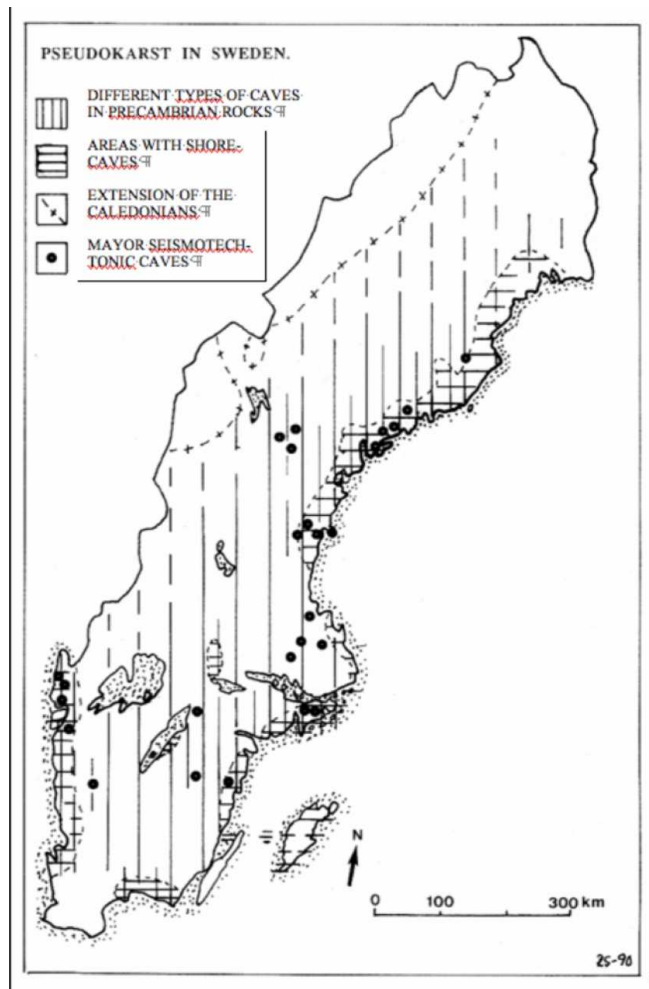 PSEUDOKARST IN SWEDEN.
DIFFERENT·TYPES·OF·CAVES·
IN·PRECAMBRIAN·ROCKS¶
AREAS·WITH·SHORE-
CAVES¶
EXTENSION·OF·THE·
CALEDONIANS¶
MAYOR·SEISMOTECH-
TONIC·CAVES¶
N
0 100 300 km
25-90